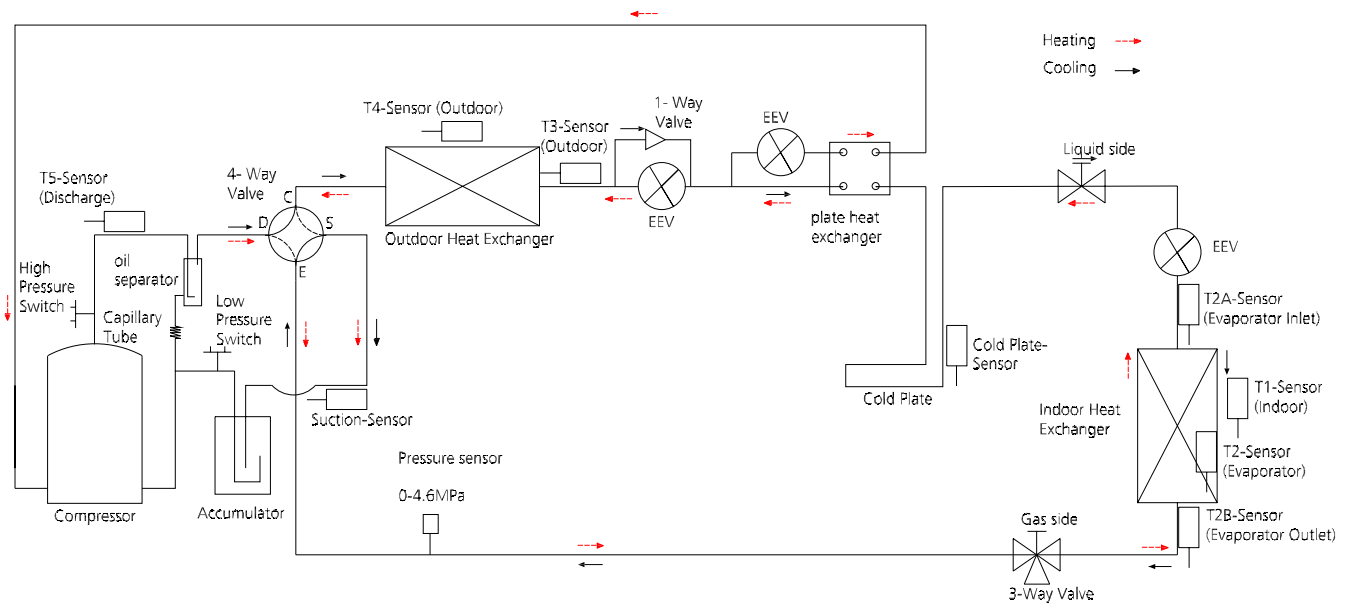 Heating
Cooling
T4-Sensor (Outdoor)
1- Way
Valve
T3-Sensor
(Outdoor)
EEV
EEV
plate heat
exchanger
Outdoor Heat Exchanger
4- Way
Valve
C
D
S
E
T5-Sensor
(Discharge)
High
Pressure
Switch
oil
separator
Capillary
Tube
Low
Pressure
Switch
Suction-Sensor
Compressor
Accumulator
Pressure sensor
0-4.6MPa
Cold Plate
Cold Plate-
Sensor
Liquid side
EEV
T2A-Sensor
(Evaporator Inlet)
T1-Sensor
(Indoor)
Indoor Heat
Exchanger
T2-Sensor
(Evaporator)
T2B-Sensor
(Evaporator Outlet)
Gas side
3-Way Valve